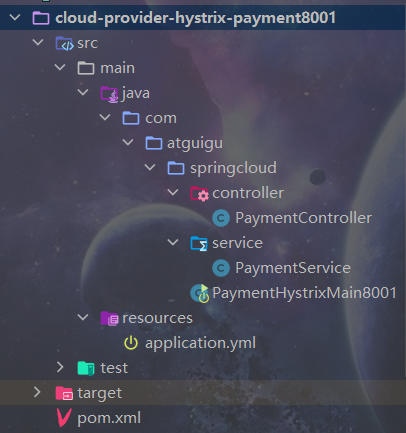 cloud-provider-hystrix-payment8001
src
main
java
com
atguigu
springcloud
controller
PaymentController
service
PaymentService
PaymentHystrixMain8001
resources
application.yml
test
target
pom.xml